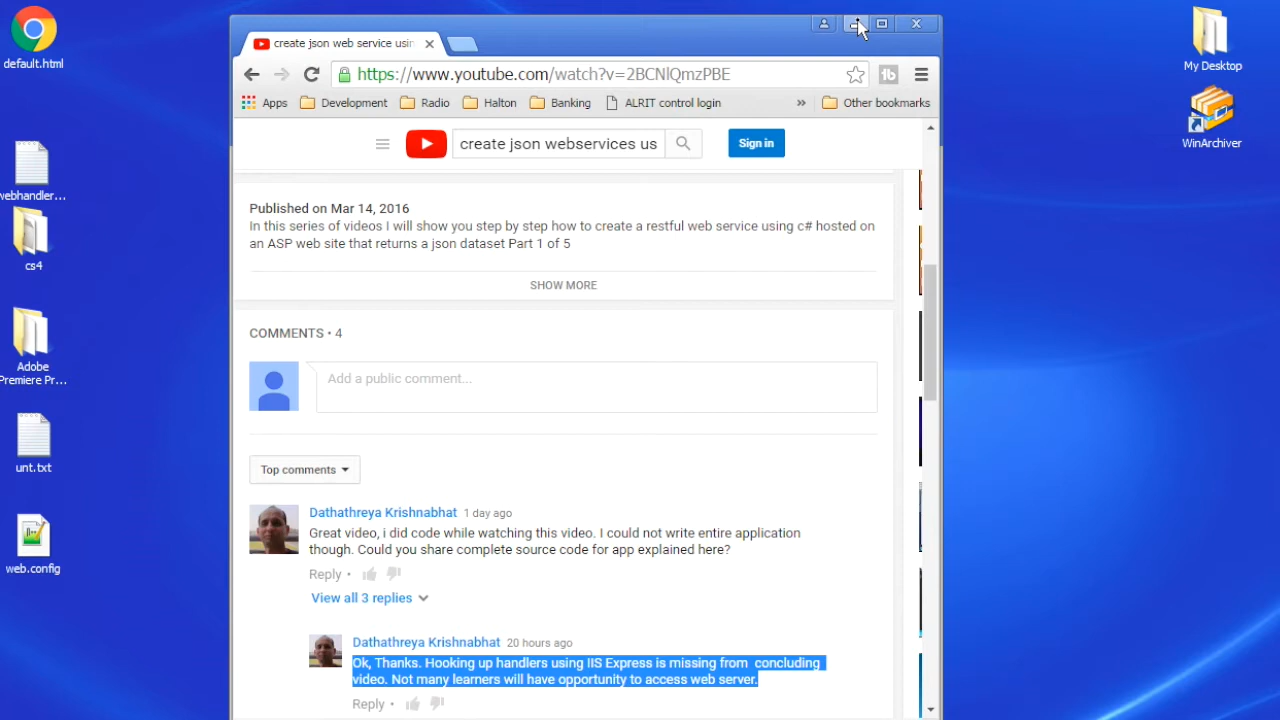 default.html
webhandler...
cs4
Adobe
Premiere Pr...
unt.txt
web.config
My Desktop
WinArchiver
create json web service usin
https://www.youtube.com/watch?v=2BCNlQmzPBE
Apps
Development
Radio
Halton
Banking
ALRIT control login
»
Other bookmarks
create json webservices us
Sign in
Published on Mar 14, 2016
In this series of videos I will show you step by step how to create a restful web service using c# hosted on
an ASP web site that returns a json dataset Part 1 of 5
SHOW MORE
COMMENTS • 4
Add a public comment...
Top comments
Dathathreya Krishnabhat 1 day ago
Great video, i did code while watching this video. I could not write entire application
though. Could you share complete source code for app explained here?
Reply •
View all 3 replies
Dathathreya Krishnabhat 20 hours ago
Ok, Thanks. Hooking up handlers using IIS Express is missing from concluding
video. Not many learners will have opportunity to access web server.
Reply •